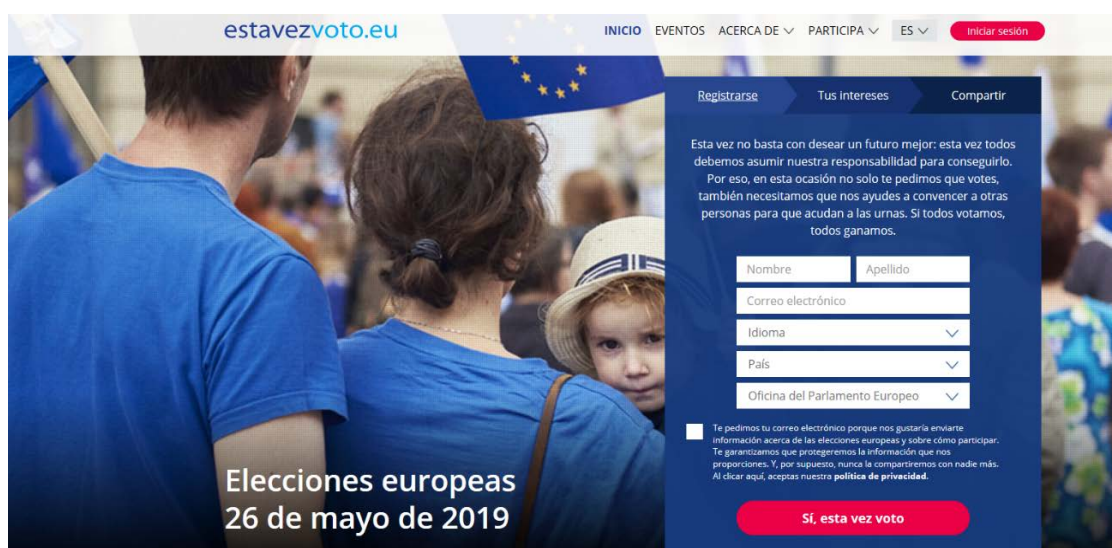 estavezvoto.eu
INICIO EVENTOS ACERCA DE PARTICIPA ES Iniciar sesión
Registrarse Tus intereses Compartir
Esta vez no basta con desear un futuro mejor: esta vez todos
debemos asumir nuestra responsabilidad para conseguirlo.
Por eso, en esta ocasión no solo te pedimos que votes,
también necesitamos que nos ayudes a convencer a otras
personas para que acudan a las urnas. Si todos votamos,
todos ganamos.
Nombre Apellido
Correo electrónico
Idioma
País
Oficina del Parlamento Europeo
Te pedimos tu correo electrónico porque nos gustaría enviarte
información acerca de las elecciones europeas y sobre cómo participar.
Te garantizamos que protegeremos la información que nos
proporciones. Y, por supuesto, nunca la compartiremos con nadie más.
Al clicar aquí, aceptas nuestra política de privacidad.
Sí, esta vez voto
Elecciones europeas
26 de mayo de 2019